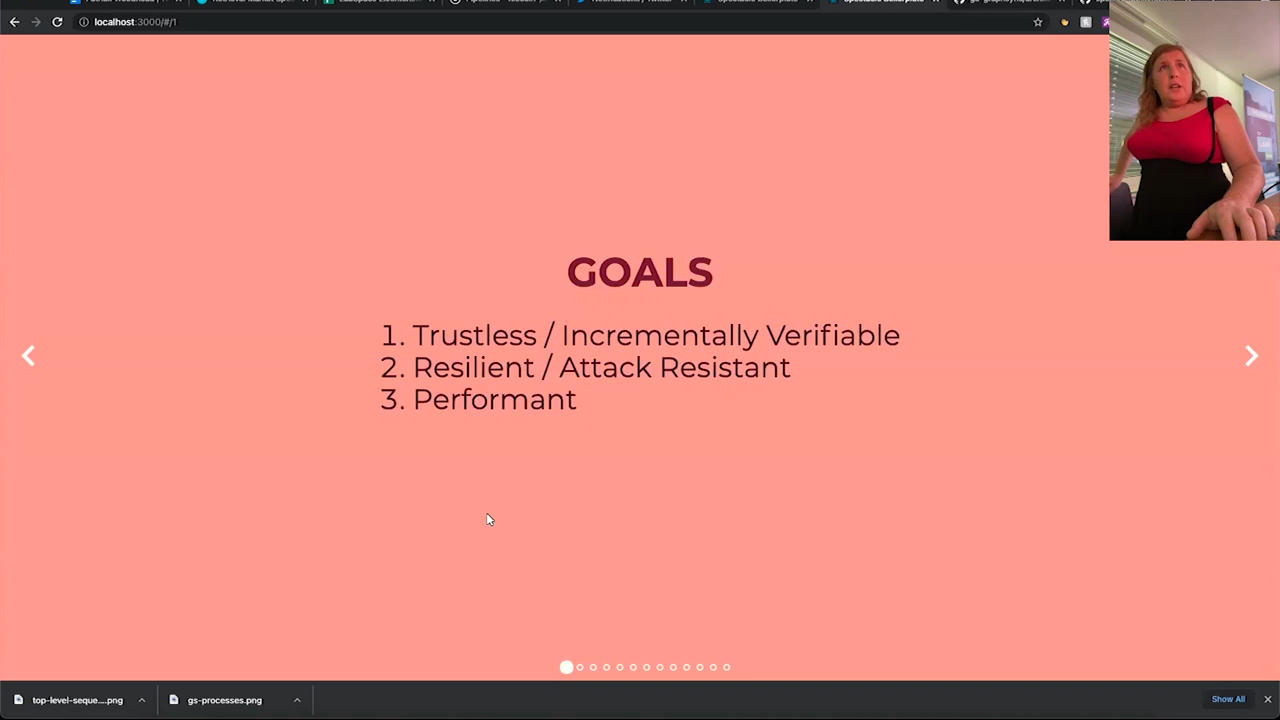 localhost:3000/#/1
GOALS
1. Trustless / Incrementally Verifiable
2. Resilient / Attack Resistant
3. Performant
top-level-seque....png
gs-processes.png
Show All